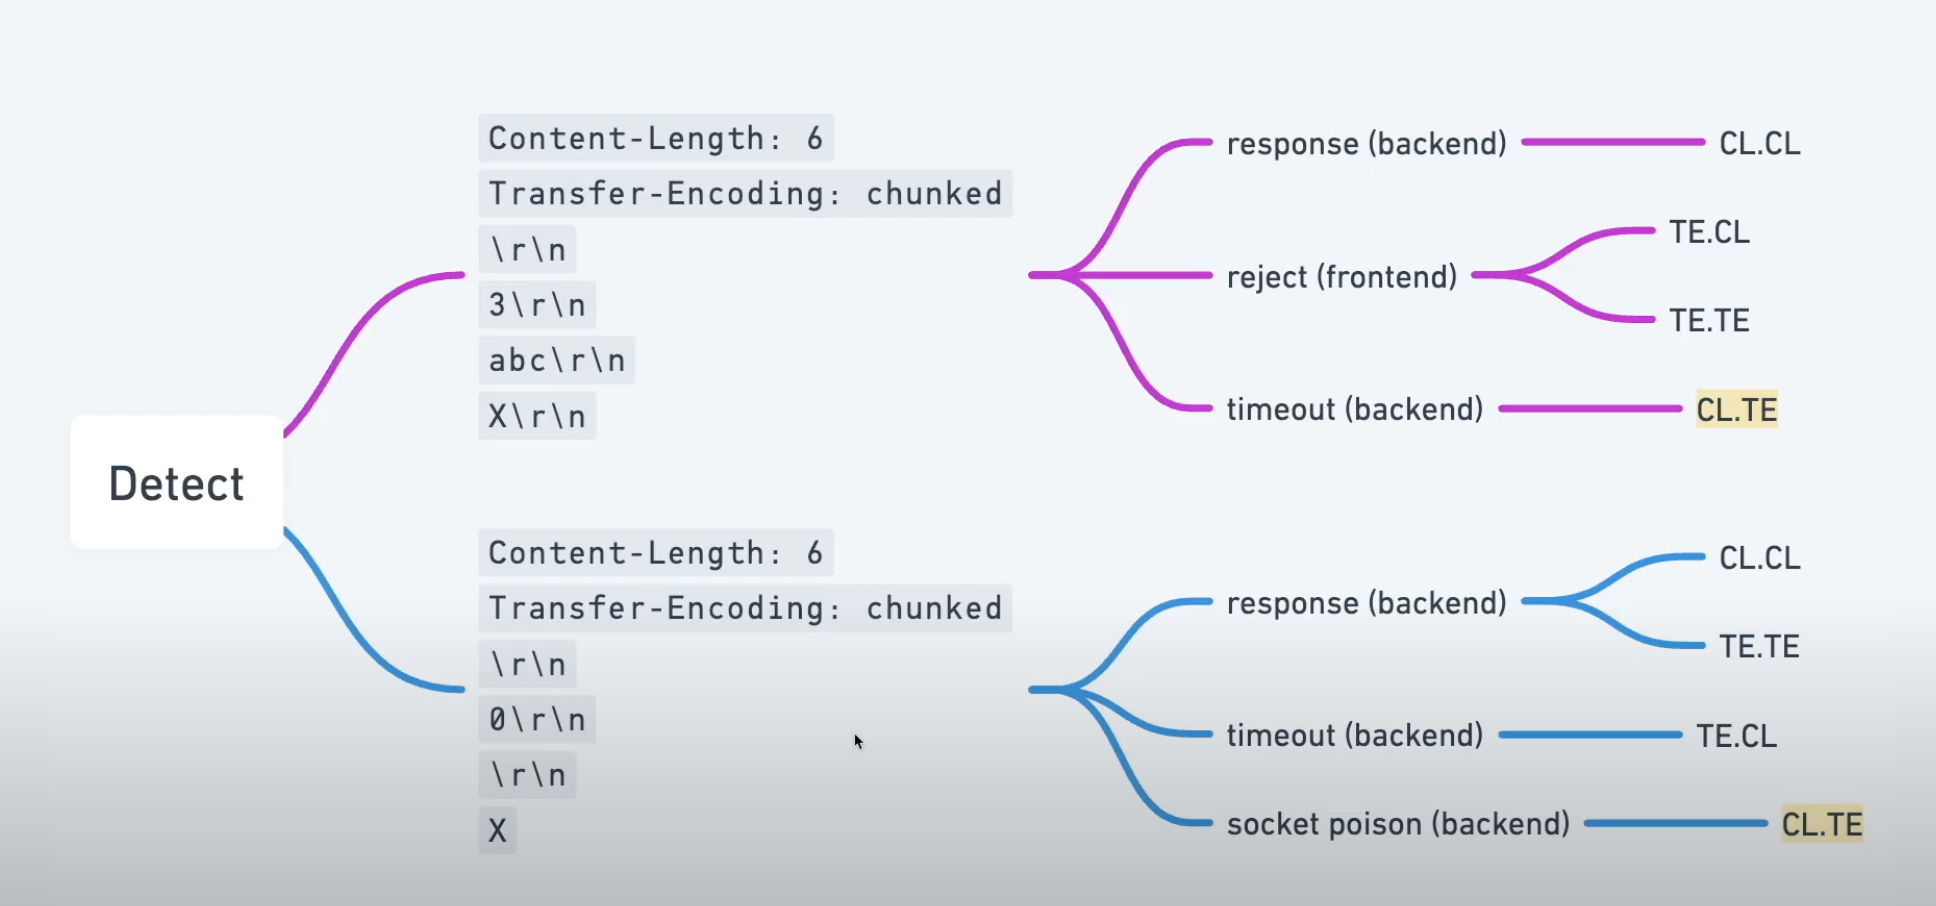 Detect
Content-Length: 6
Transfer-Encoding: chunked
\r\n
3\r\n
abc\r\n
X\r\n
response (backend)
CL.CL
reject (frontend)
TE.CL
TE.TE
timeout (backend)
CL.TE
Content-Length: 6
Transfer-Encoding: chunked
\r\n
0\r\n
\r\n
X
response (backend)
CL.CL
TE.TE
timeout (backend)
TE.CL
socket poison (backend)
CL.TE